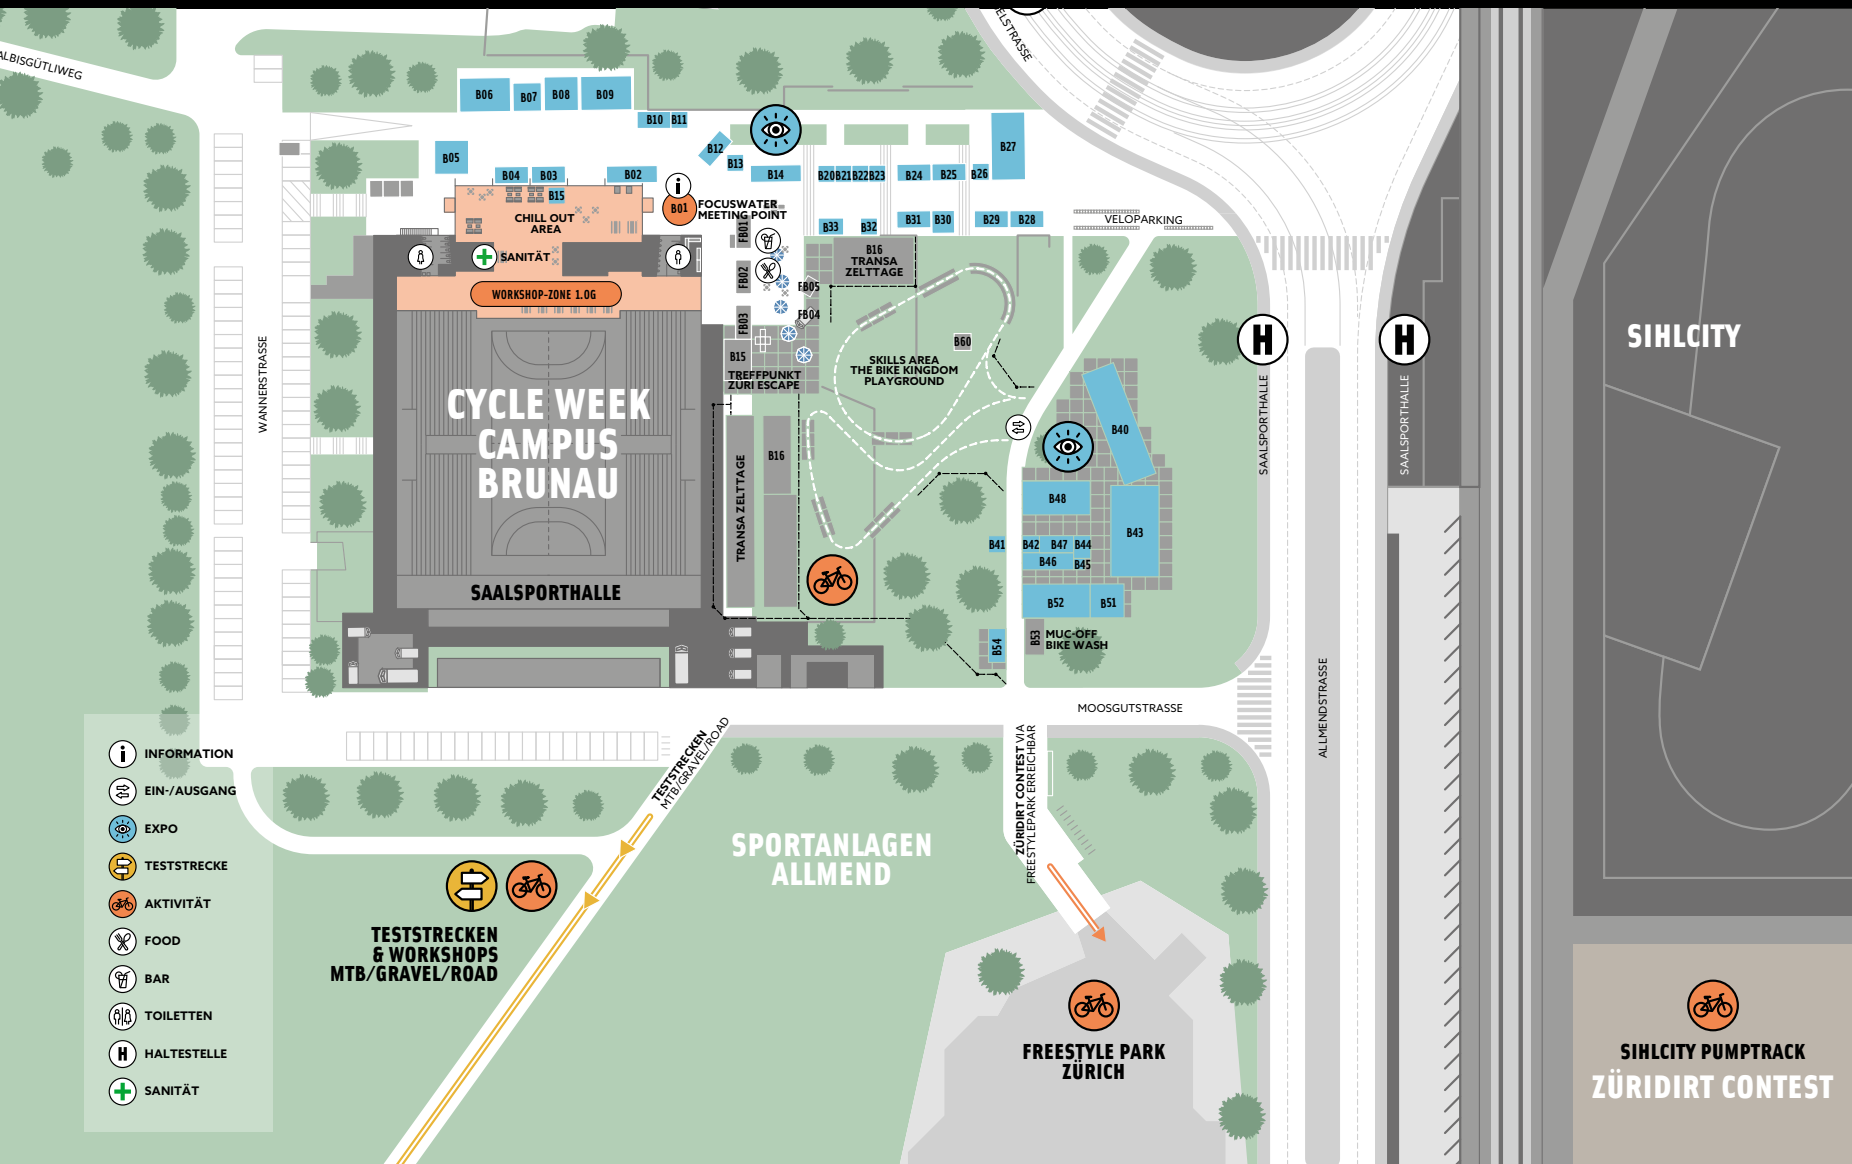 ALBISGÜTLIWEG
B06
B07
B08
B09
B10
B11
B12
B13
B14
B05
B04
B03
B02
B15
i
B01
FOCUSWATER
MEETING POINT
B20
B21
B22
B23
B24
B25
B26
B27
B33
B32
B31
B30
B29
B28
VELOPARKING
CHILL OUT
AREA
SANITÄT
WORKSHOP-ZONE 1.OG
FB01
FB02
FB03
FB05
FB04
B16
TRANSA
ZELTTAGE
B15
TREFFPUNKT
ZÜRI ESCAPE
B60
SKILLS AREA
THE BIKE KINGDOM
PLAYGROUND
WANNERSTRASSE
CYCLE WEEK
CAMPUS
BRUNAU
SAALSPORTHALLE
TRANSA ZELTTAGE
B16
H
SAALSPORTHALLE
H
SAALSPORTHALLE
SIHLCITY
B40
B48
B43
B41
B42
B47
B44
B46
B45
B52
B51
B54
B53
MUC-OFF
BIKE WASH
MOOSGUTSTRASSE
ALLMENDSTRASSE
TESTSTRECKEN
MTB/GRAVEL/ROAD
ZÜRIDIRT CONTEST VIA
FREESTYLEPARK ERREICHBAR
SPORTANLAGEN
ALLMEND
TESTSTRECKEN
& WORKSHOPS
MTB/GRAVEL/ROAD
FREESTYLE PARK
ZÜRICH
SIHLCITY PUMPTRACK
ZÜRIDIRT CONTEST
i INFORMATION
EIN-/AUSGANG
EXPO
TESTSTRECKE
AKTIVITÄT
FOOD
BAR
TOILETTEN
H HALTESTELLE
SANITÄT